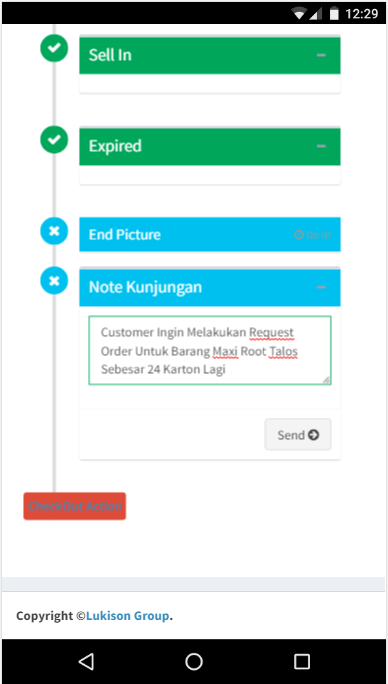 12:29
Sell In
Expired
End Picture
Note Kunjungan
Customer Ingin Melakukan Request
Order Untuk Barang Maxi Root Talos
Sebesar 24 Karton Lagi
Send
CheckOut Action
Copyright ©Lukison Group.